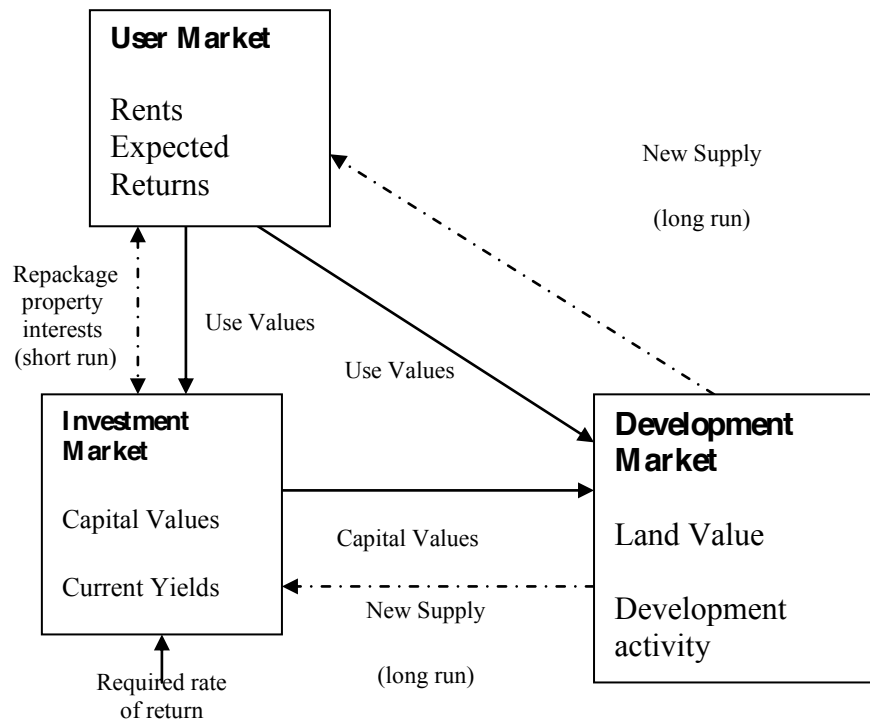 User Market
Rents
Expected
Returns
New Supply
(long run)
Repackage
property
interests
(short run)
Use Values
Use Values
Investment
Market
Capital Values
Current Yields
Development
Market
Land Value
Development
activity
Capital Values
New Supply
(long run)
Required rate
of return